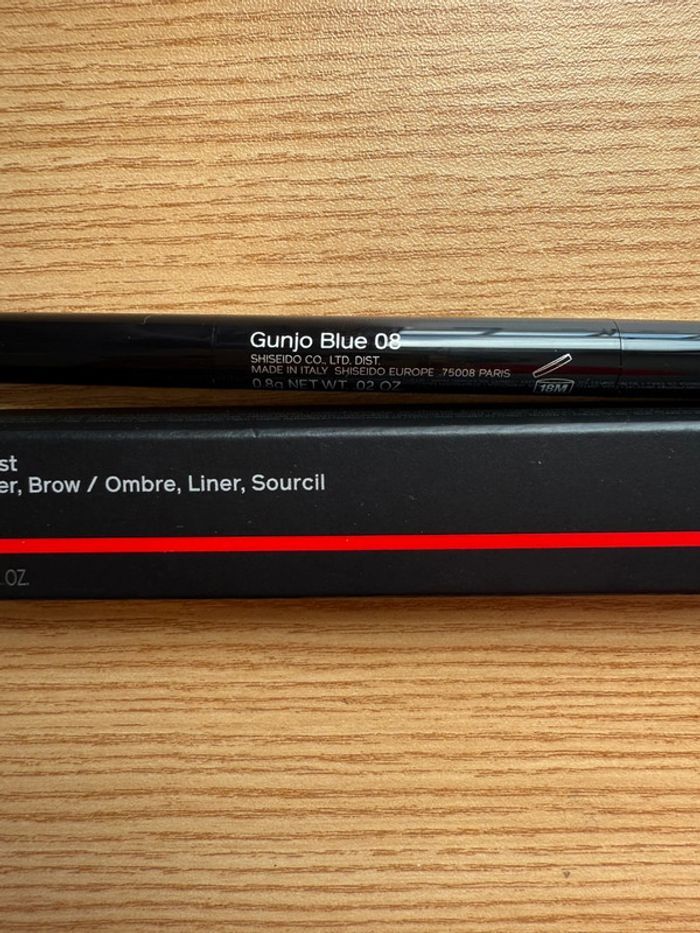 Gunjo Blue 08
SHISEIDO CO., LTD. DIST.
MADE IN ITALY SHISEIDO EUROPE 75008 PARIS
0.8g NET WT. .02 OZ
18M
st
er, Brow / Ombre, Liner, Sourcil
OZ.